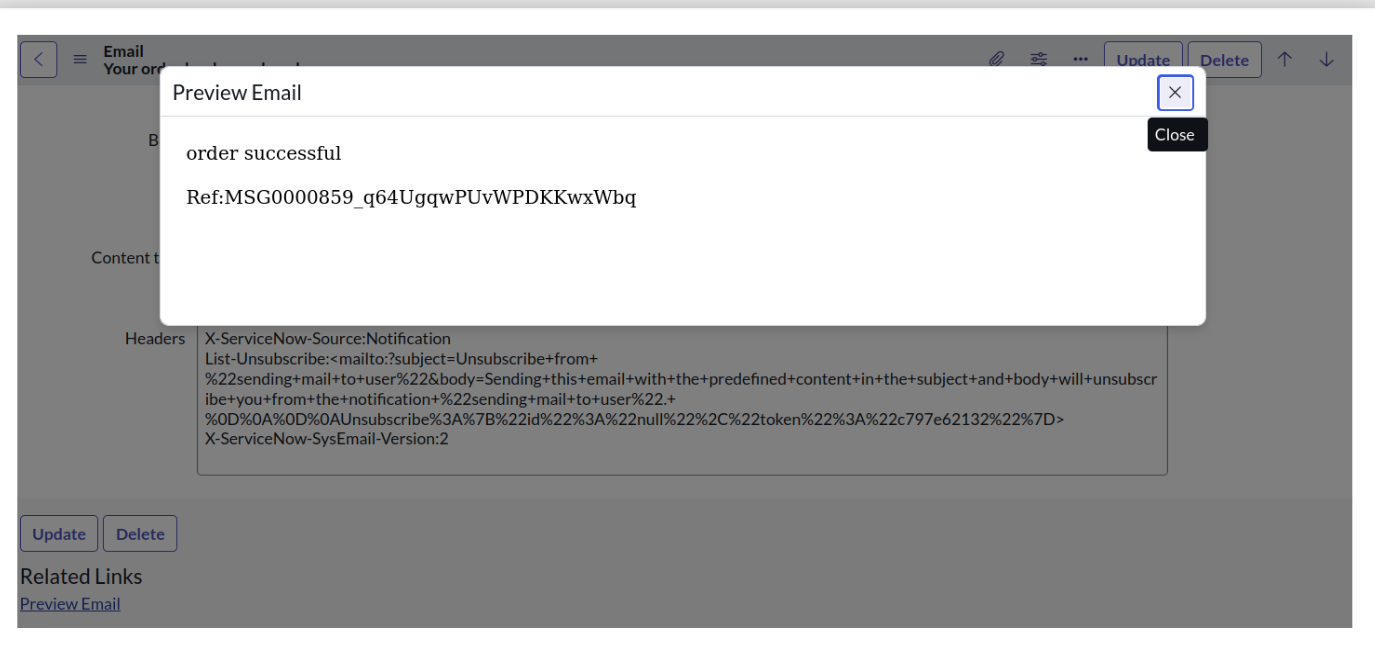 Email
Your ord
Update
Delete
Preview Email
Close
order successful
Ref:MSG0000859_q64UgqwPUvWPDKKwxWbq
B
Content t
Headers
X-ServiceNow-Source:Notification
List-Unsubscribe:<mailto:?subject=Unsubscribe+from+
%22sending+mail+to+user%22&body=Sending+this+email+with+the+predefined+content+in+the+subject+and+body+will+unsubscr
ibe+you+from+the+notification+%22sending+mail+to+user%22.+
%0D%0A%0D%0AUnsubscribe%3A%7B%22id%22%3A%22null%22%2C%22token%22%3A%22c797e62132%22%7D>
X-ServiceNow-SysEmail-Version:2
Update
Delete
Related Links
Preview Email